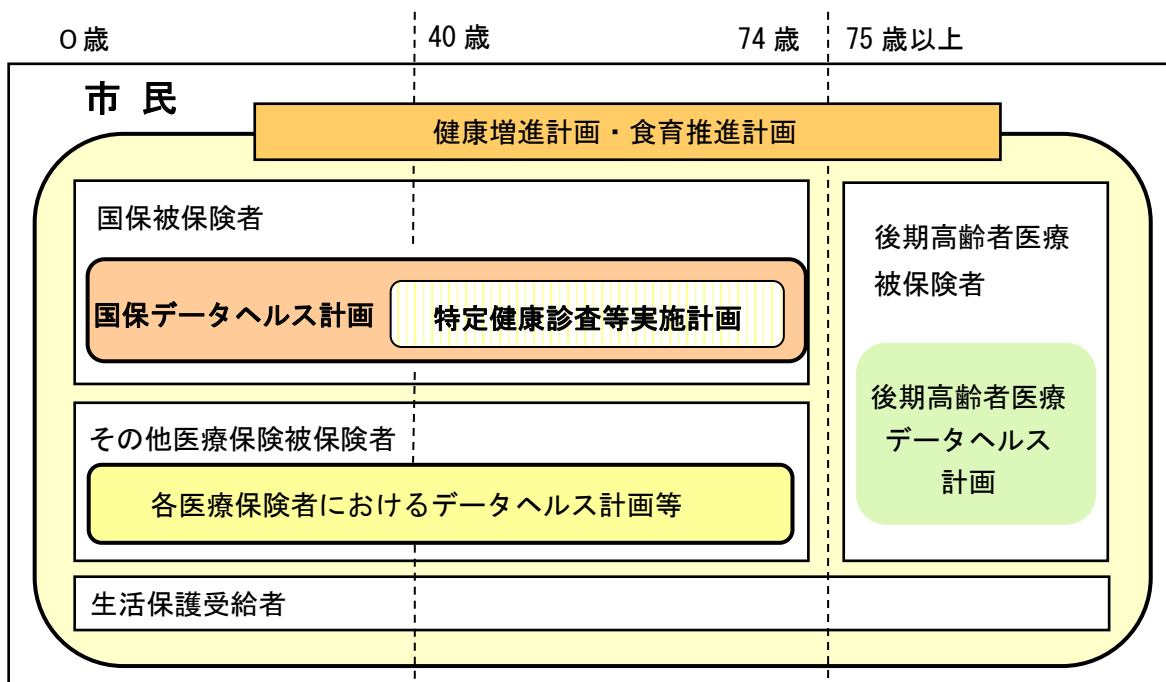 0歳
40歳
74歳
75歳以上
市民
健康増進計画・食育推進計画
国保被保険者
国保データヘルス計画
特定健康診査等実施計画
後期高齢者医療
被保険者
後期高齢者医療
データヘルス
計画
その他医療保険被保険者
各医療保険者におけるデータヘルス計画等
生活保護受給者